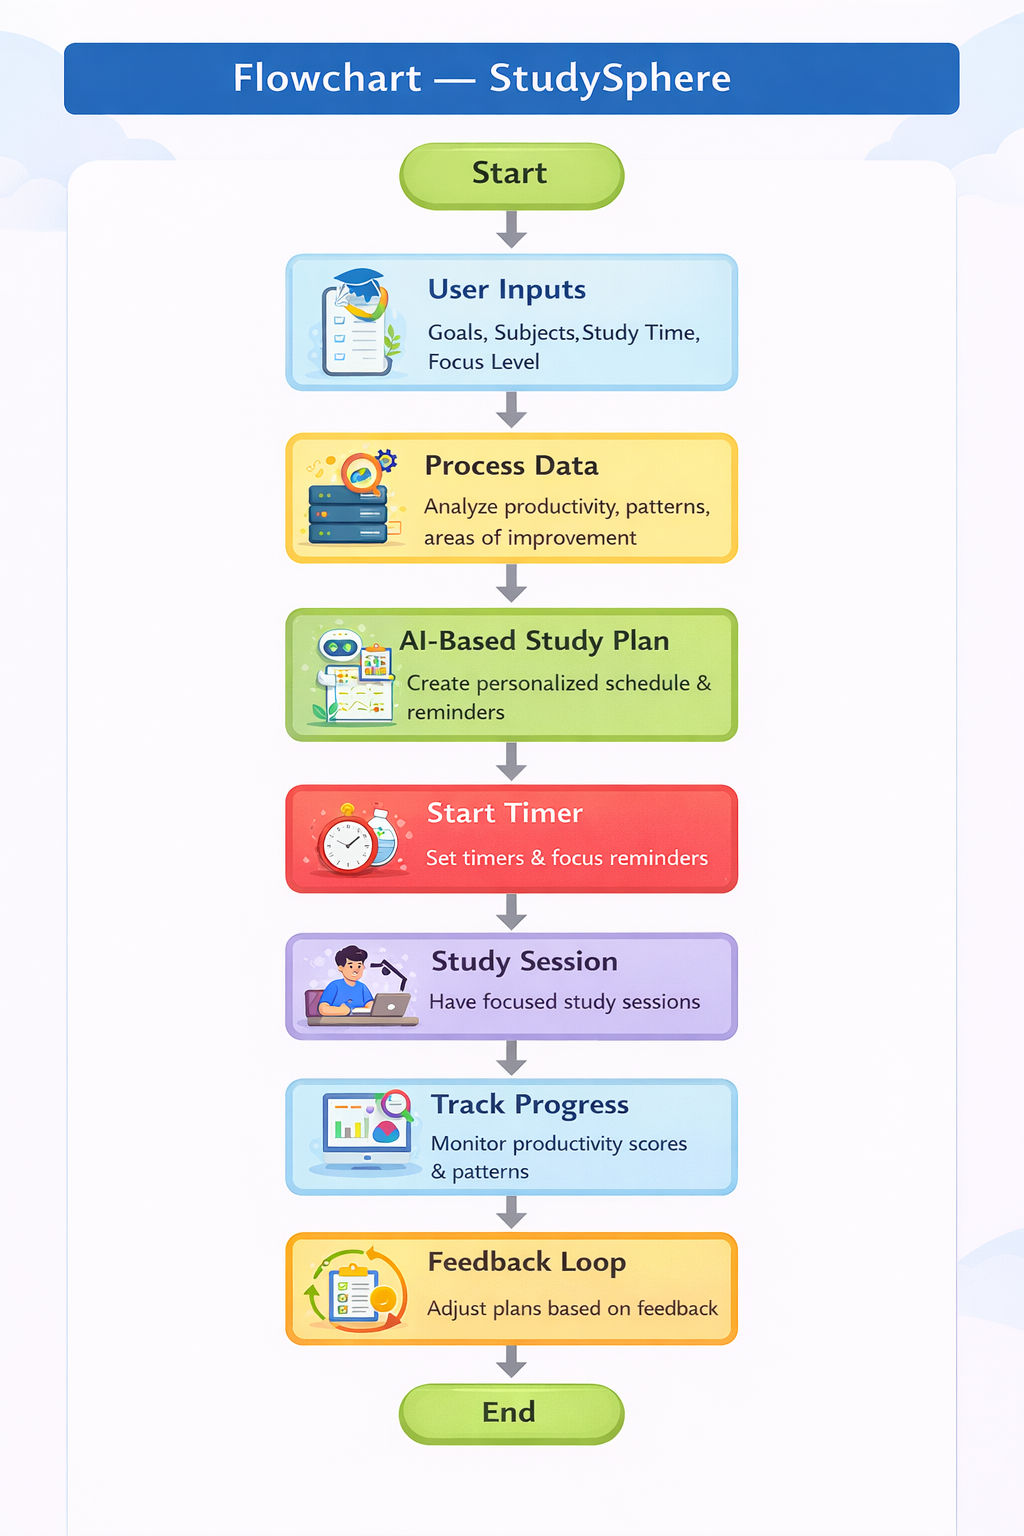 Flowchart — StudySphere
Start
User Inputs
Goals, Subjects, Study Time,
Focus Level
Process Data
Analyze productivity, patterns,
areas of improvement
AI-Based Study Plan
Create personalized schedule &
reminders
Start Timer
Set timers & focus reminders
Study Session
Have focused study sessions
Track Progress
Monitor productivity scores
& patterns
Feedback Loop
Adjust plans based on feedback
End